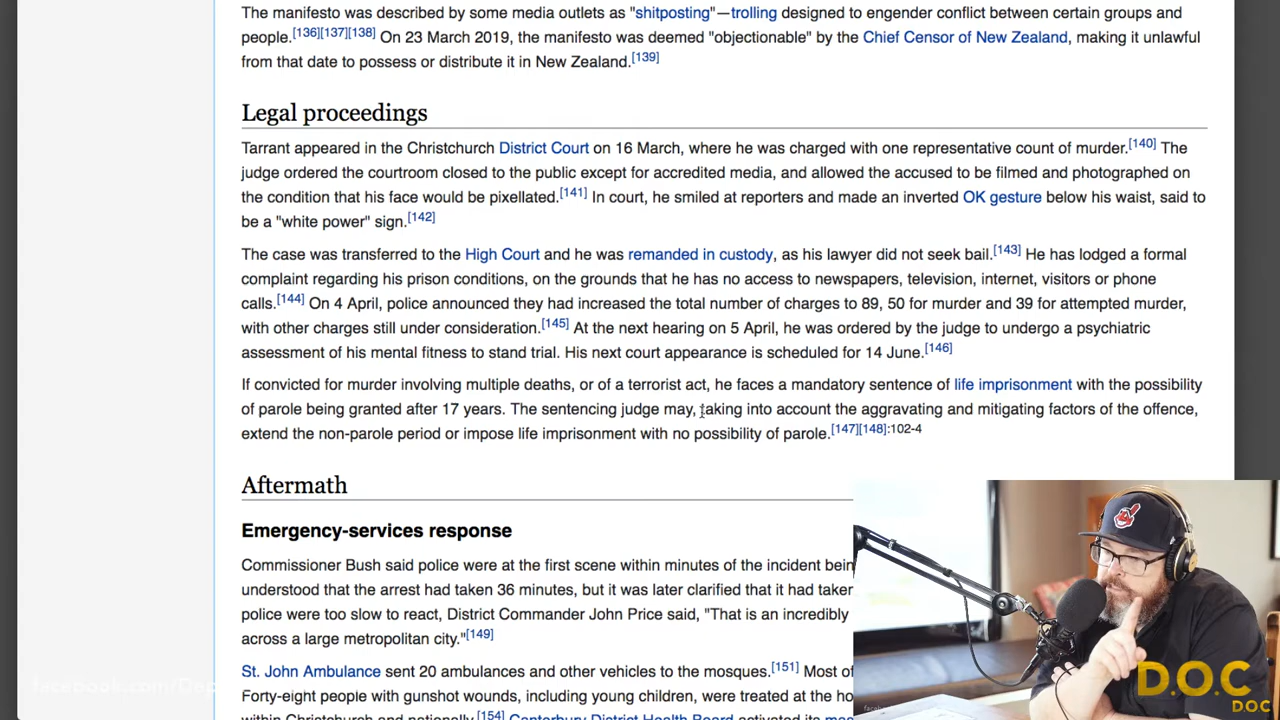 The manifesto was described by some media outlets as "shitposting"—trolling designed to engender conflict between certain groups and
people.[136][137][138] On 23 March 2019, the manifesto was deemed "objectionable" by the Chief Censor of New Zealand, making it unlawful
from that date to possess or distribute it in New Zealand.[139]
Legal proceedings
Tarrant appeared in the Christchurch District Court on 16 March, where he was charged with one representative count of murder.[140] The
judge ordered the courtroom closed to the public except for accredited media, and allowed the accused to be filmed and photographed on
the condition that his face would be pixellated.[141] In court, he smiled at reporters and made an inverted OK gesture below his waist, said to
be a "white power" sign.[142]
The case was transferred to the High Court and he was remanded in custody, as his lawyer did not seek bail.[143] He has lodged a formal
complaint regarding his prison conditions, on the grounds that he has no access to newspapers, television, internet, visitors or phone
calls.[144] On 4 April, police announced they had increased the total number of charges to 89, 50 for murder and 39 for attempted murder,
with other charges still under consideration.[145] At the next hearing on 5 April, he was ordered by the judge to undergo a psychiatric
assessment of his mental fitness to stand trial. His next court appearance is scheduled for 14 June.[146]
If convicted for murder involving multiple deaths, or of a terrorist act, he faces a mandatory sentence of life imprisonment with the possibility
of parole being granted after 17 years. The sentencing judge may, taking into account the aggravating and mitigating factors of the offence,
extend the non-parole period or impose life imprisonment with no possibility of parole.[147][148]:102-4
Aftermath
Emergency-services response
Commissioner Bush said police were at the first scene within minutes of the incident bein
understood that the arrest had taken 36 minutes, but it was later clarified that it had taken
police were too slow to react, District Commander John Price said, "That is an incredibly
across a large metropolitan city."[149]
St. John Ambulance sent 20 ambulances and other vehicles to the mosques.[151] Most of
Forty-eight people with gunshot wounds, including young children, were treated at the ho
within Christchurch and nationally.[154] Canterbury District Health Board activated its
D.O.C
DOC